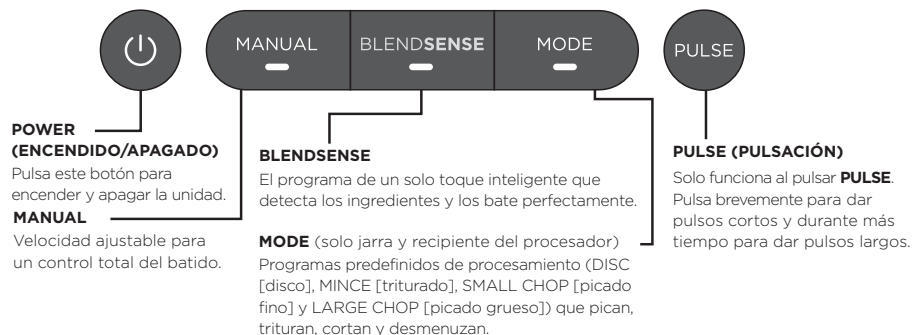 MANUAL
BLENDSENSE
MODE
PULSE
POWER
(ENCENDIDO/APAGADO)
Pulsa este botón para
encender y apagar la unidad.
MANUAL
Velocidad ajustable para
un control total del batido.
BLENDSENSE
El programa de un solo toque inteligente que
detecta los ingredientes y los bate perfectamente.
MODE (solo jarra y recipiente del procesador)
Programas predefinidos de procesamiento (DISC
[disco], MINCE [triturado], SMALL CHOP [picado
fino] y LARGE CHOP [picado grueso]) que pican,
trituran, cortan y desmenuzan.
PULSE (PULSACIÓN)
Solo funciona al pulsar PULSE.
Pulsa brevemente para dar
pulsos cortos y durante más
tiempo para dar pulsos largos.